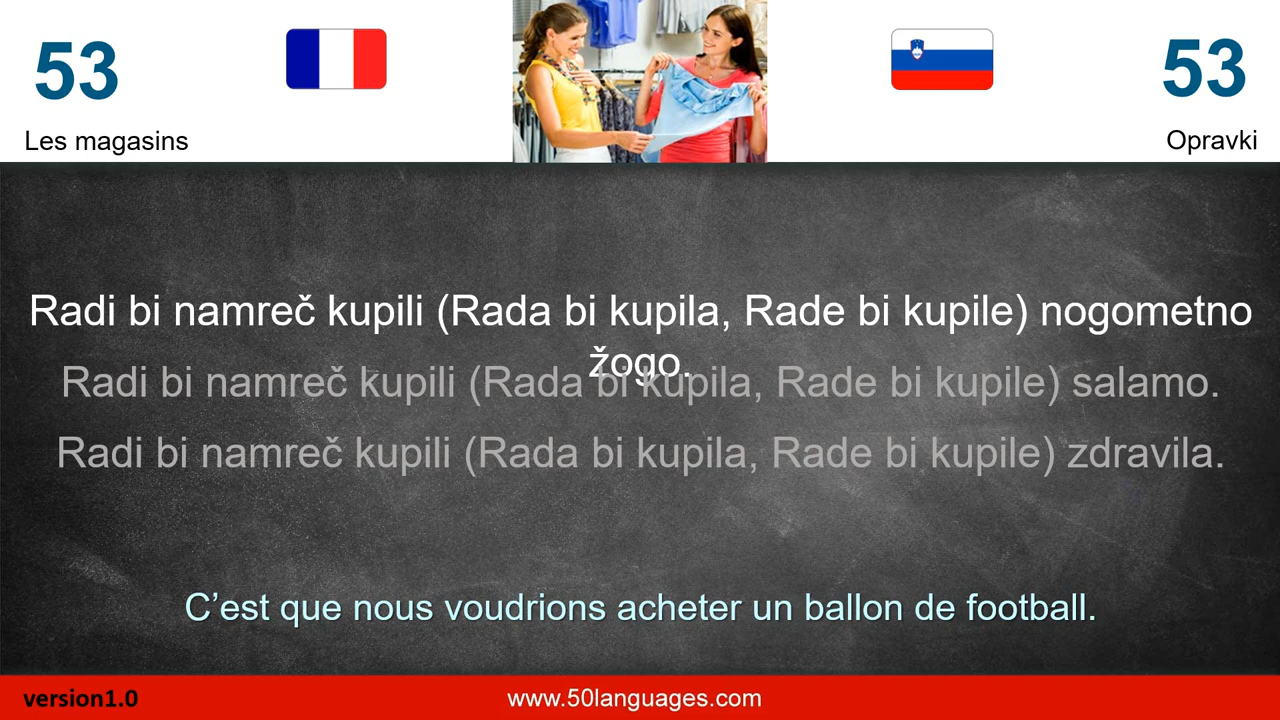 53
53
Les magasins
Opravki
Radi bi namreč kupili (Rada bi kupila, Rade bi kupile) nogometno
žogo.
Radi bi namreč kupili (Rada bi kupila, Rade bi kupile) salamo.
Radi bi namreč kupili (Rada bi kupila, Rade bi kupile) zdravila.
C’est que nous voudrions acheter un ballon de football.
version1.0
www.50languages.com